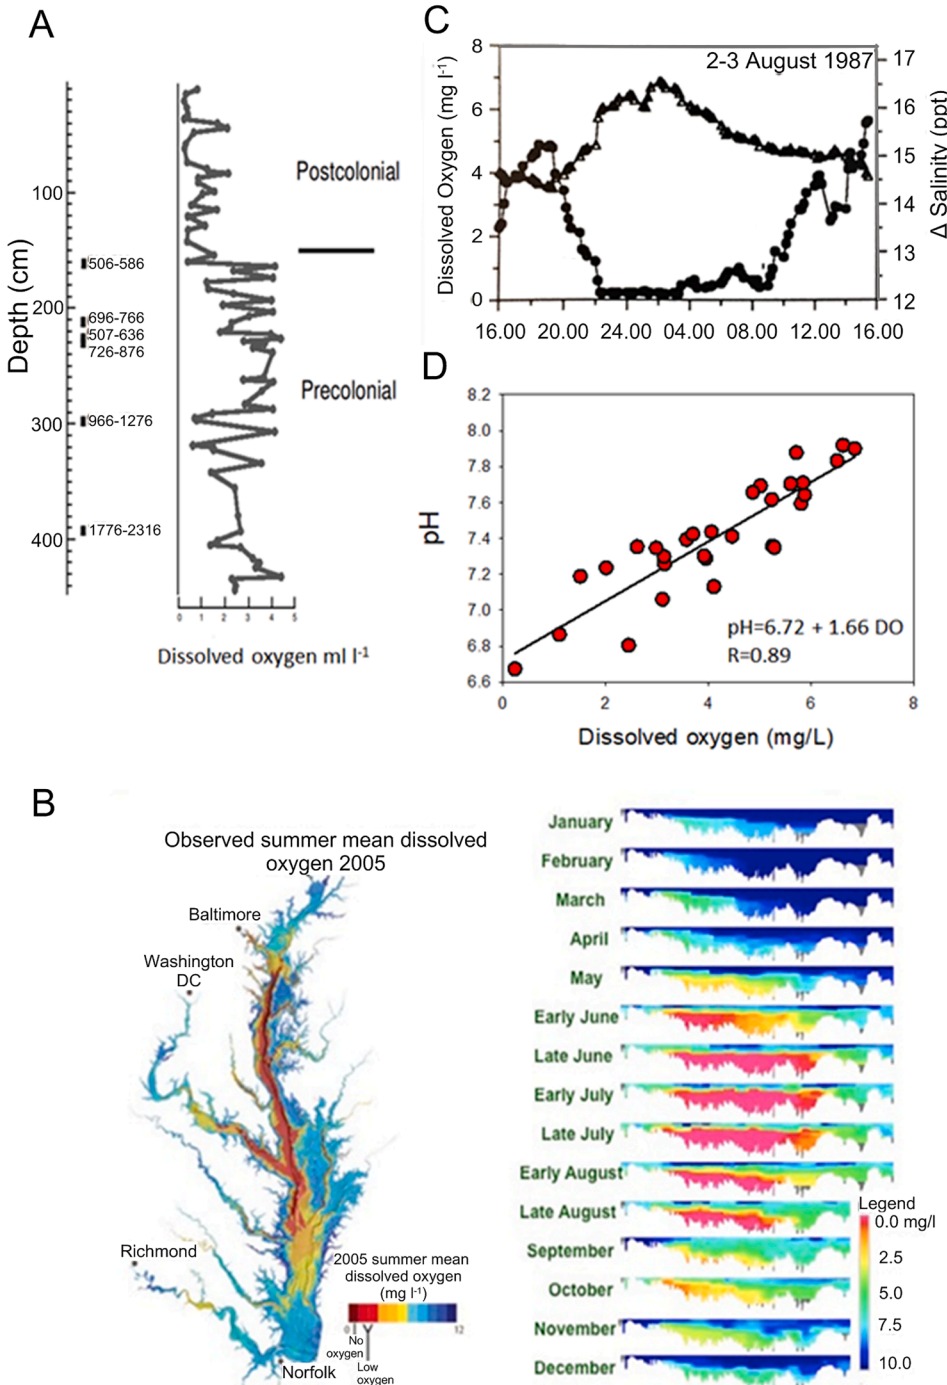 A
Depth (cm)
100
200
300
400
506-586
696-766
507-636
726-876
966-1276
1776-2316
Postcolonial
Precolonial
0 1 2 3 4 5
Dissolved oxygen ml l-1
C
Dissolved Oxygen (mg l-1)
8
6
4
2
0
2-3 August 1987
17
16
15
14
13
12
Δ Salinity (ppt)
16.00 20.00 24.00 04.00 08.00 12.00 16.00
D
pH
8.2
8.0
7.8
7.6
7.4
7.2
7.0
6.8
6.6
pH=6.72 + 1.66 DO
R=0.89
0 2 4 6 8
Dissolved oxygen (mg/L)
B
Observed summer mean dissolved
oxygen 2005
Baltimore
Washington
DC
Richmond
Norfolk
2005 summer mean
dissolved oxygen
(mg l-1)
0 12
No
oxygen
Low
oxygen
January
February
March
April
May
Early June
Late June
Early July
Late July
Early August
Late August
September
October
November
December
Legend
0.0 mg/l
2.5
5.0
7.5
10.0